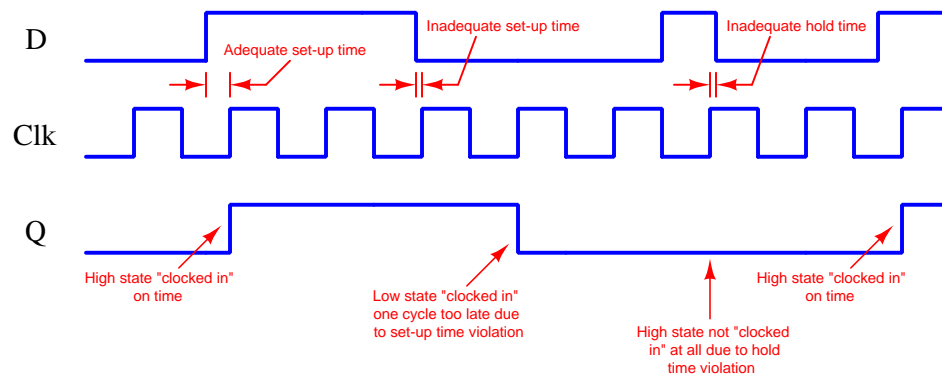 D
Adequate set-up time
Inadequate set-up time
Inadequate hold time
Clk
Q
High state "clocked in"
on time
Low state "clocked in"
one cycle too late due
to set-up time violation
High state not "clocked
in" at all due to hold
time violation
High state "clocked in"
on time